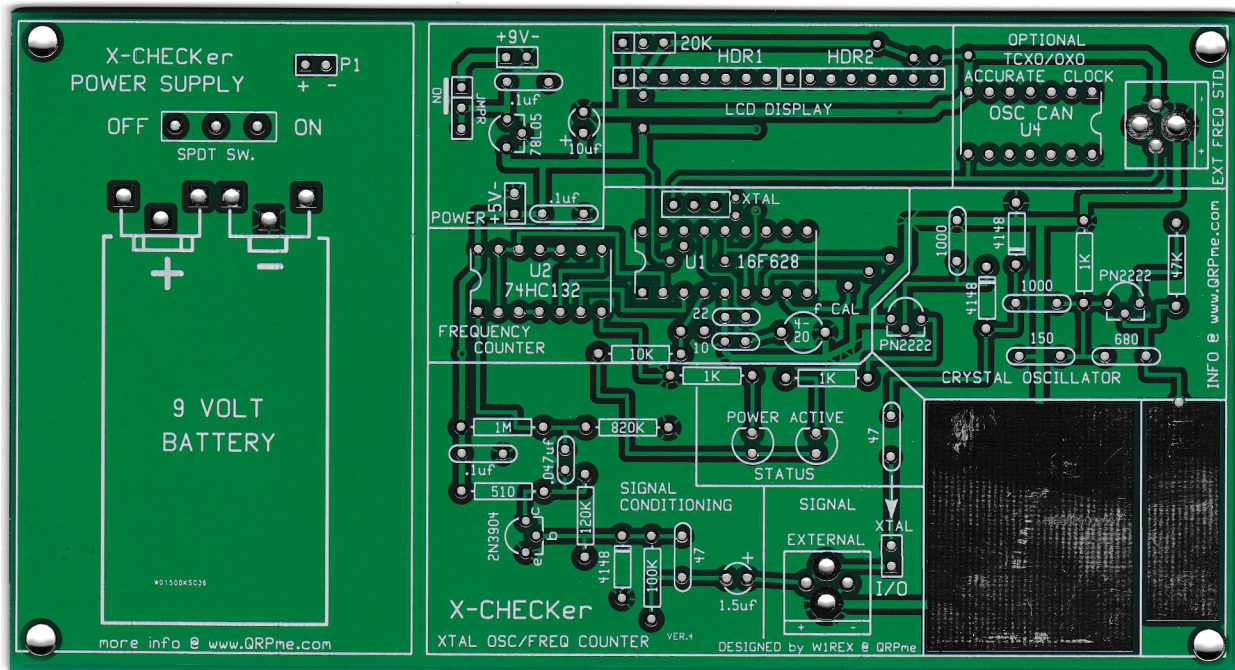 X-CHECKer
POWER SUPPLY
P1
+ -
OFF
ON
SPDT SW.
+
-
9 VOLT
BATTERY
WO1500KSC36
more info @ www.QRPme.com
+9V-
ON
JMPR
.1uf
78L05
+
10uf
+5V-
.1uf
POWER
20K
HDR1
HDR2
LCD DISPLAY
OPTIONAL
TCXO/OXO
ACCURATE CLOCK
OSC CAN
U4
-
+
EXT FREQ STD
XTAL
U1
16F628
U2
74HC132
22
10
4-
20
f CAL
FREQUENCY
COUNTER
10K
1K
1K
PN2222
1000
4148
4148
1000
1K
PN2222
47K
150
680
CRYSTAL OSCILLATOR
INFO @ www.QRPme.com
POWER ACTIVE
STATUS
47
1M
820K
.1uf
.047uf
510
120K
2N3904
c
b
e
SIGNAL
CONDITIONING
4148
100K
47
+
1.5uf
SIGNAL
EXTERNAL
+
-
XTAL
I/O
X-CHECKer
XTAL OSC/FREQ COUNTER
VER.4
DESIGNED by W1REX @ QRPme